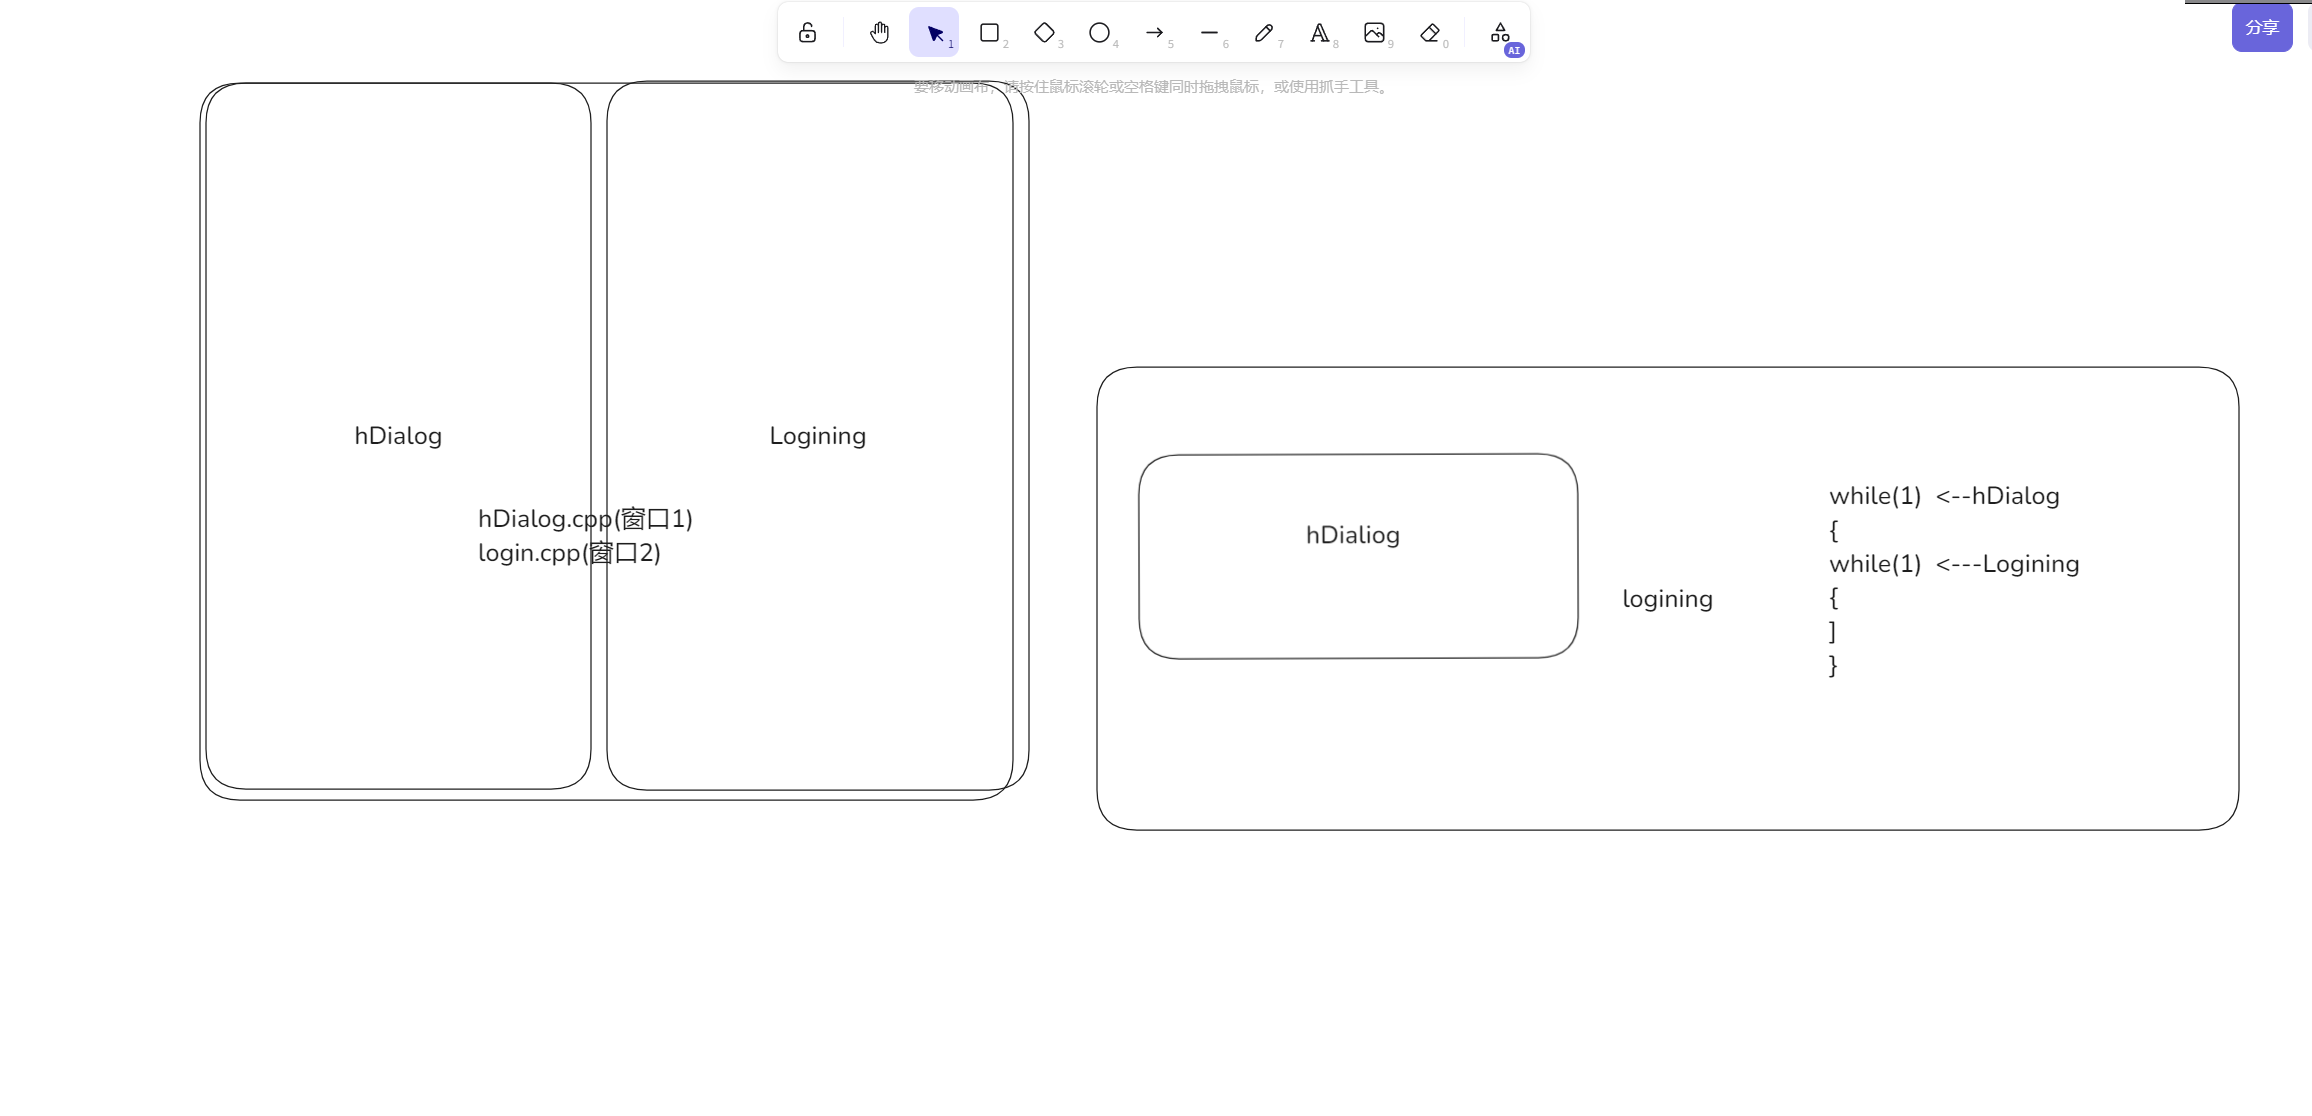 1
2
3
4
5
6
7
A 8
9
0
AI
分享
要移动画布，请按住鼠标滚轮或空格键同时拖拽鼠标，或使用抓手工具。
hDialog
Logining
hDialog.cpp(窗口1)
login.cpp(窗口2)
hDialiog
logining
while(1)  <--hDialog
{
while(1)  <---Logining
{
]
}